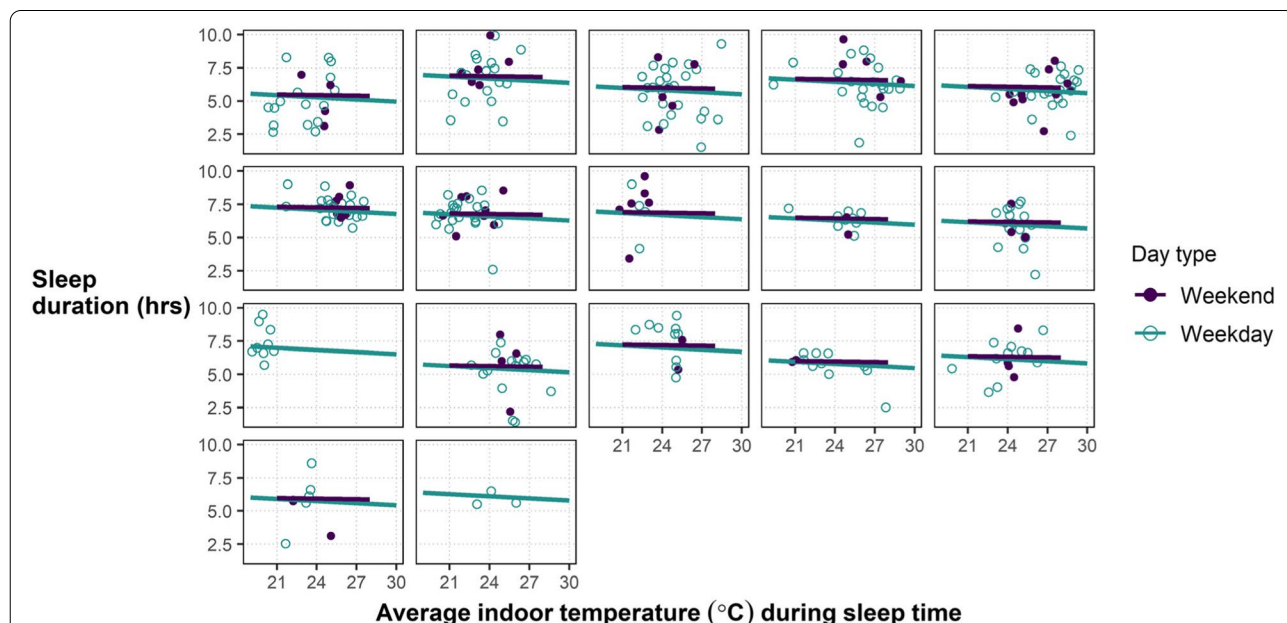 10.0
7.5
5.0
2.5
10.0
7.5
5.0
2.5
Sleep
duration (hrs)
Day type
Weekend
Weekday
10.0
7.5
5.0
2.5
21 24 27 30 21 24 27 30 21 24 27 30
10.0
7.5
5.0
2.5
21 24 27 30 21 24 27 30
Average indoor temperature (°C) during sleep time